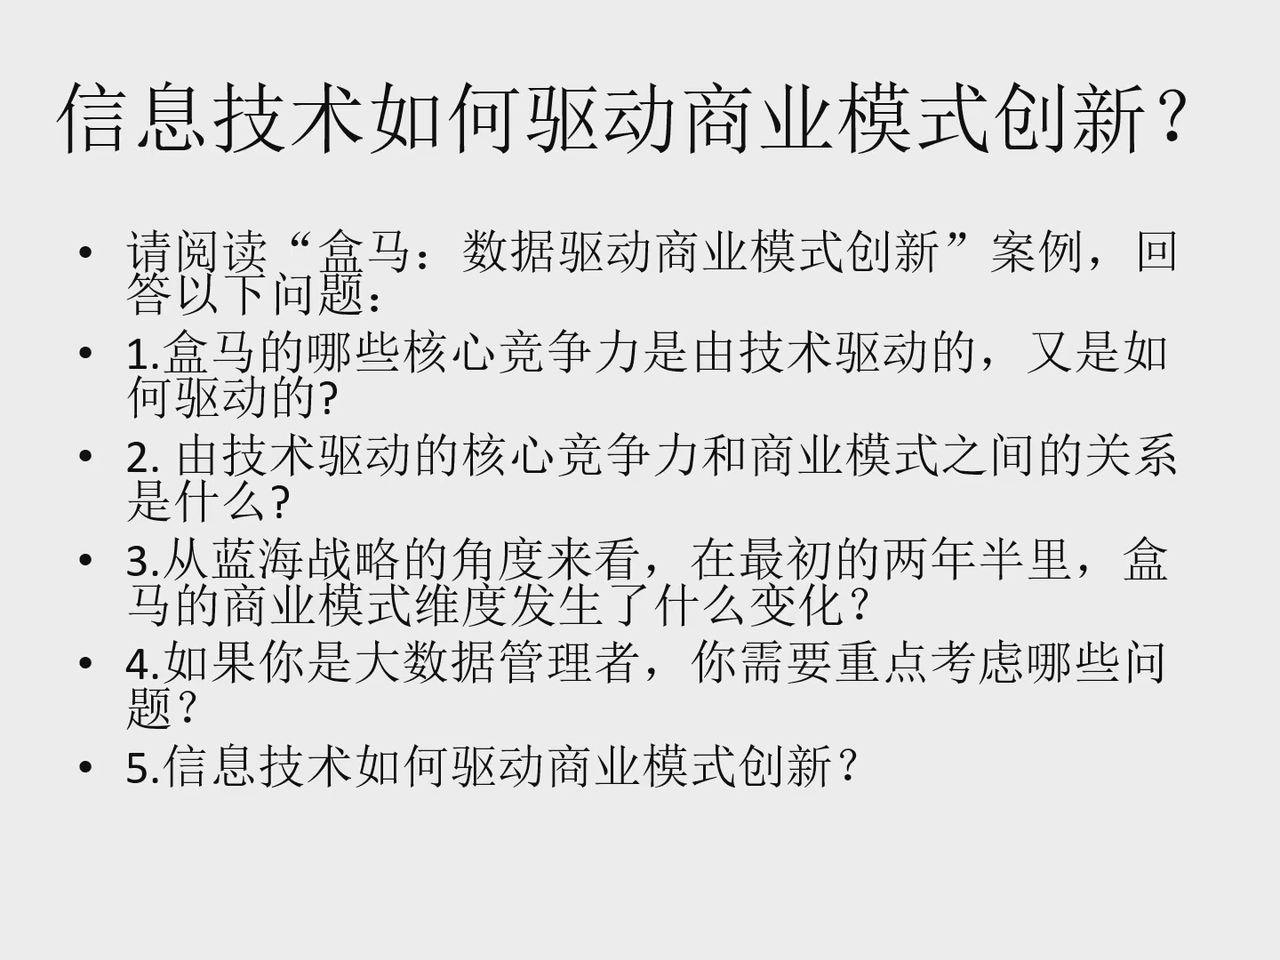 信息技术如何驱动商业模式创新？
• 请阅读“盒马：数据驱动商业模式创新”案例，回
答以下问题：
• 1.盒马的哪些核心竞争力是由技术驱动的，又是如
何驱动的?
• 2. 由技术驱动的核心竞争力和商业模式之间的关系
是什么?
• 3.从蓝海战略的角度来看，在最初的两年半里，盒
马的商业模式维度发生了什么变化？
• 4.如果你是大数据管理者，你需要重点考虑哪些问
题？
• 5.信息技术如何驱动商业模式创新？